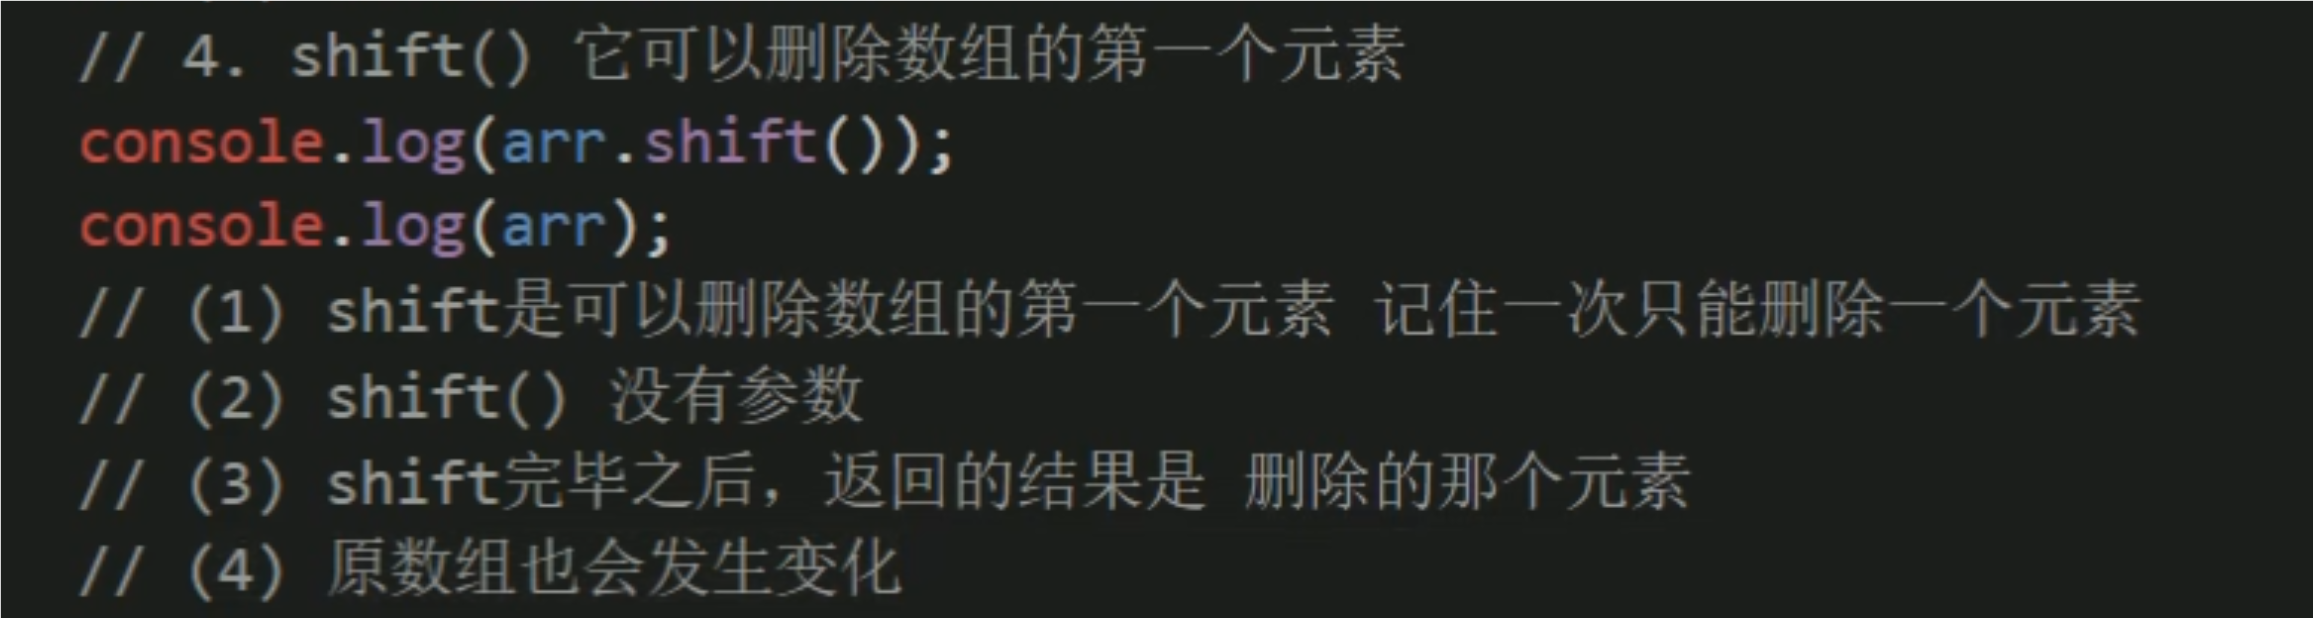 // 4. shift() 它可以删除数组的第一个元素
console.log(arr.shift());
console.log(arr);
// (1) shift是可以删除数组的第一个元素 记住一次只能删除一个元素
// (2) shift() 没有参数
// (3) shift完毕之后，返回的结果是 删除的那个元素
// (4) 原数组也会发生变化